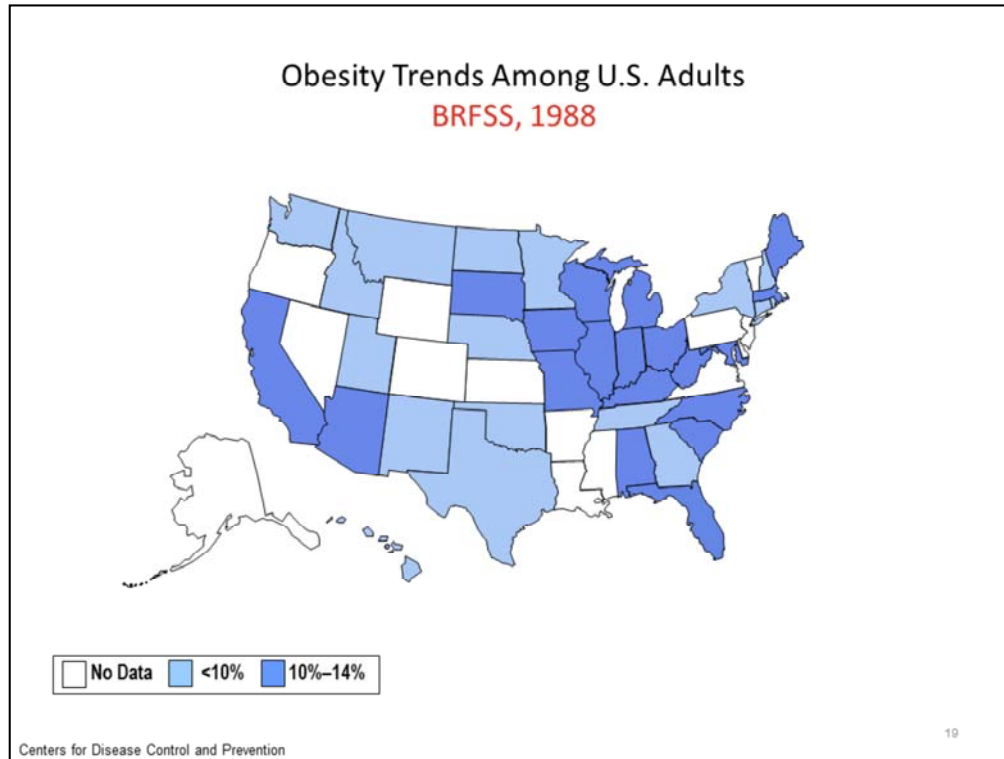 Obesity Trends Among U.S. Adults
BRFSS, 1988
No Data <10% 10%–14%
19
Centers for Disease Control and Prevention